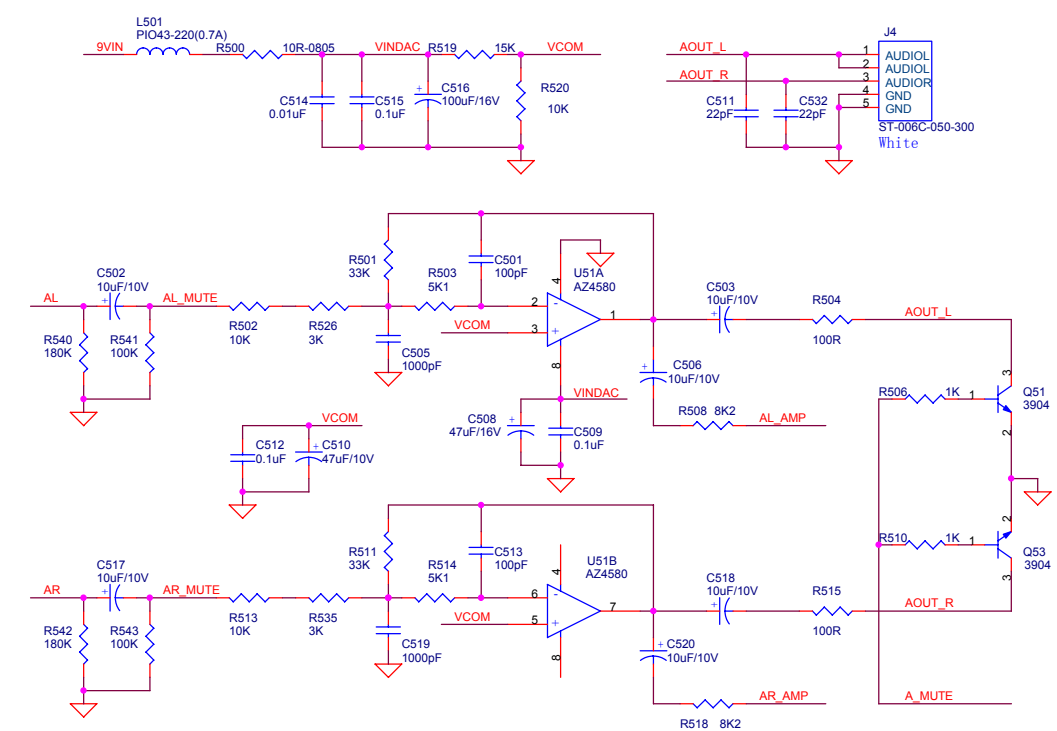 L501
PIO43-220(0.7A)
9VIN
R500
10R-0805
VINDAC
R519
15K
VCOM
C514
0.01uF
C515
0.1uF
+
C516
100uF/16V
R520
10K
AOUT_L
AOUT_R
C511
22pF
C532
22pF
J4
1
AUDIOL
2
AUDIOL
3
AUDIOR
4
GND
5
GND
ST-006C-050-300
White
C502
10uF/10V
AL
+
AL_MUTE
R540
180K
R541
100K
R502
10K
R526
3K
R501
33K
R503
5K1
C501
100pF
C505
1000pF
VCOM
U51A
AZ4580
4
2
-
3
+
1
8
C503
10uF/10V
+
R504
100R
AOUT_L
+
C506
10uF/10V
R508 8K2
AL_AMP
VINDAC
C508
47uF/16V
+
C509
0.1uF
VCOM
C512
0.1uF
+
C510
47uF/10V
R506
1K
1
3
2
Q51
3904
R510
1K
1
2
3
Q53
3904
C517
10uF/10V
AR
+
AR_MUTE
R542
180K
R543
100K
R513
10K
R535
3K
R511
33K
R514
5K1
C513
100pF
C519
1000pF
VCOM
U51B
AZ4580
4
6
-
5
+
7
8
C518
10uF/10V
+
R515
100R
AOUT_R
+
C520
10uF/10V
AR_AMP
R518 8K2
A_MUTE